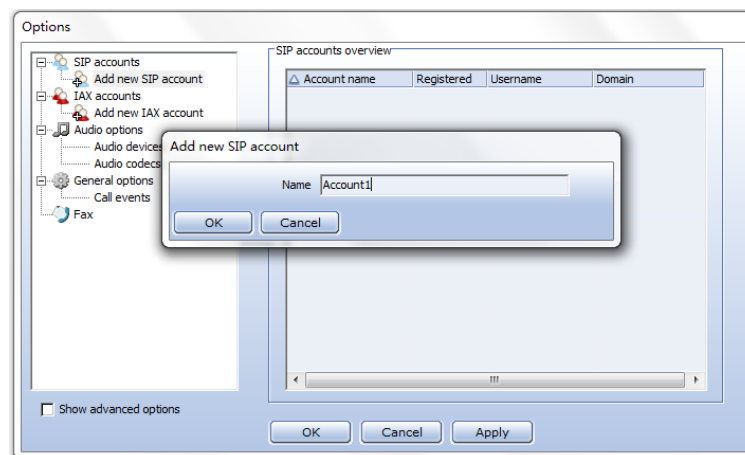 Options
SIP accounts
Add new SIP account
IAX accounts
Add new IAX account
Audio options
Audio devices
Audio codecs
General options
Call events
Fax
Show advanced options
SIP accounts overview
Account name Registered Username Domain
Add new SIP account
Name Account1
OK Cancel
OK Cancel Apply